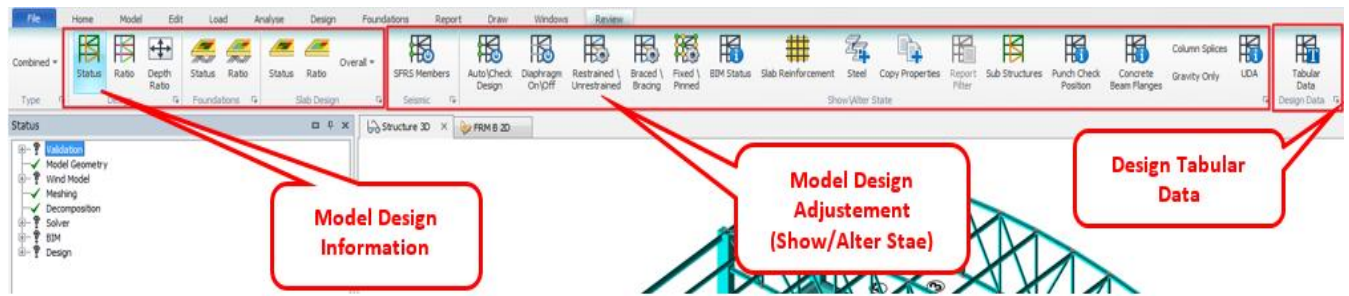 File Home Model Edit Load Analyse Design Foundations Report Draw Windows Review
Combined
Status Ratio Depth Ratio Status Ratio Status Ratio Overall SFRS Members Auto\Check Design Diaphragm On\Off Restrained \ Unrestrained Braced \ Bracing Fixed \ Pinned BIM Status Slab Reinforcement Steel Copy Properties Report Filter Sub Structures Punch Check Position Concrete Beam Flanges Column Splices Gravity Only UDA Tabular Data
Type Foundations Slab Design Seismic Show\Alter State Design Data
Status
Structure 3D FRM B 2D
Validation
Model Geometry
Wind Model
Meshing
Decomposition
Solver
BIM
Design
Model Design
Information
Model Design
Adjustement
(Show/Alter Stae)
Design Tabular
Data